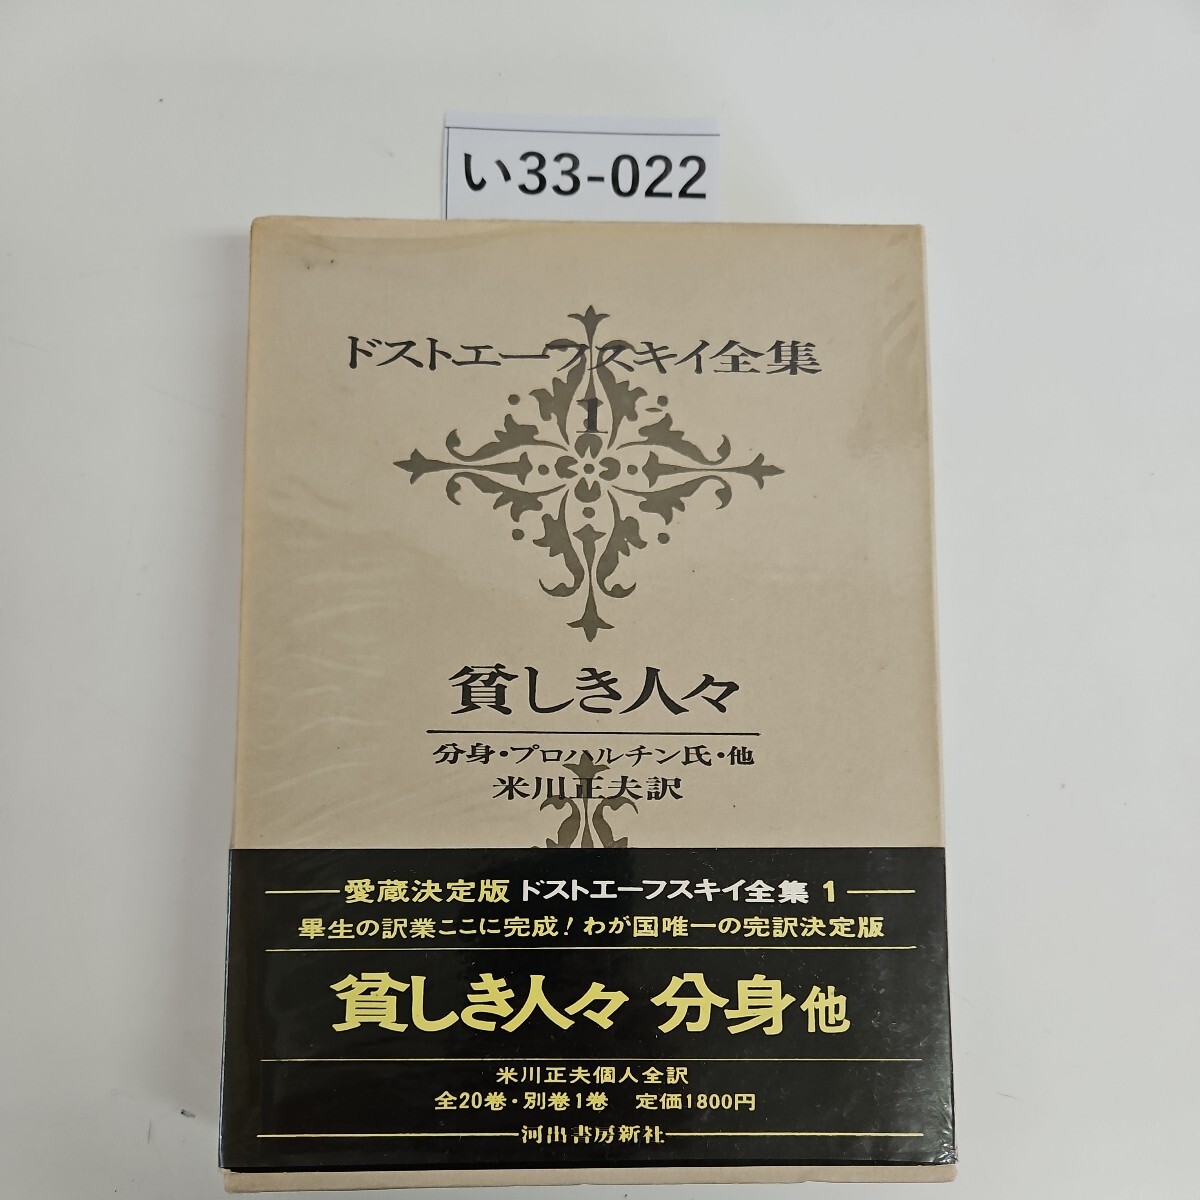 い33-022
ドストエーフスキイ全集
1
貧しき人々
分身・プロハルチン氏・他
米川正夫訳
愛蔵決定版 ドストエーフスキイ全集 1
畢生の訳業ここに完成!わが国唯一の完訳決定版
貧しき人々 分身 他
米川正夫個人全訳
全20巻・別巻1巻 定価1800円
河出書房新社